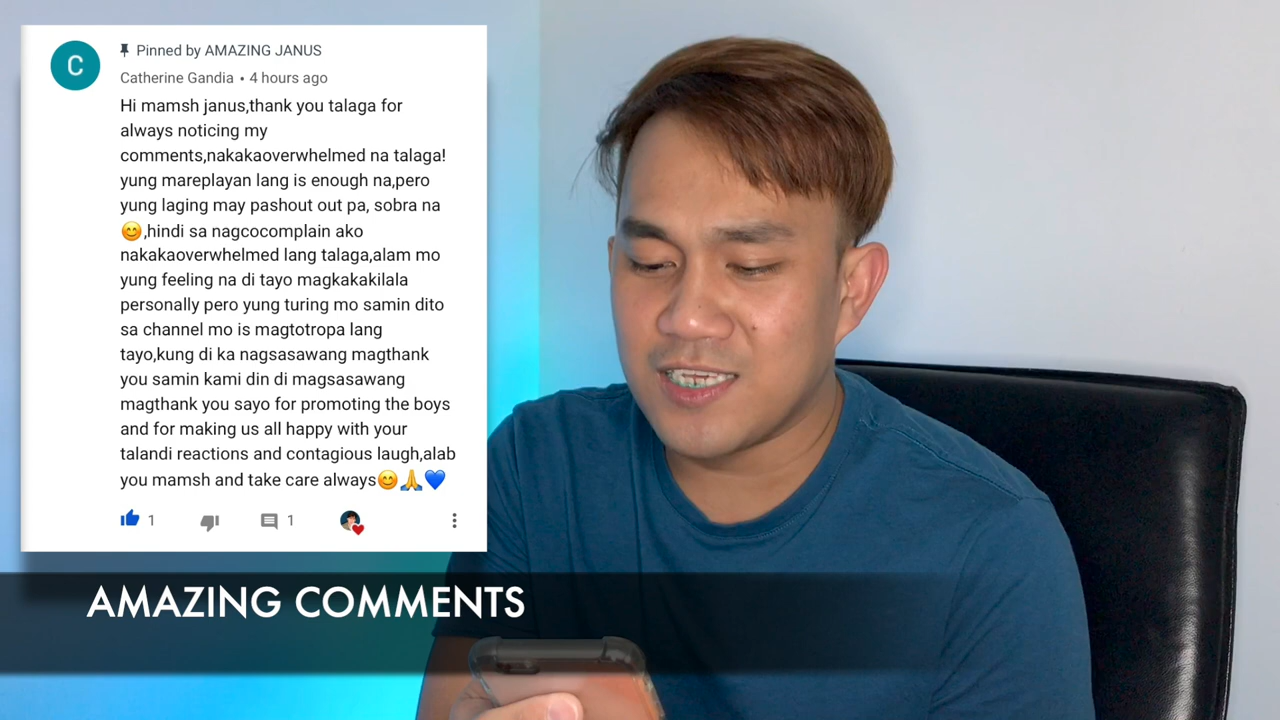 C
Pinned by AMAZING JANUS
Catherine Gandia • 4 hours ago
Hi mamsh janus,thank you talaga for
always noticing my
comments,nakakaoverwhelmed na talaga!
yung mareplayan lang is enough na,pero
yung laging may pashout out pa, sobra na
😊,hindi sa nagcocomplain ako
nakakaoverwhelmed lang talaga,alam mo
yung feeling na di tayo magkakakilala
personally pero yung turing mo samin dito
sa channel mo is magtotropa lang
tayo,kung di ka nagsasawang magthank
you samin kami din di magsasawang
magthank you sayo for promoting the boys
and for making us all happy with your
talandi reactions and contagious laugh,alab
you mamsh and take care always😊🙏💙
1 1
AMAZING COMMENTS